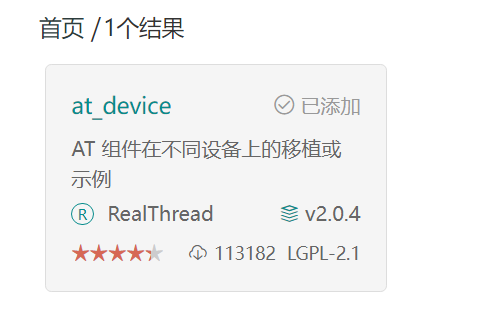 首页 /1个结果
at_device 已添加
AT 组件在不同设备上的移植或
示例
R RealThread v2.0.4
113182 LGPL-2.1